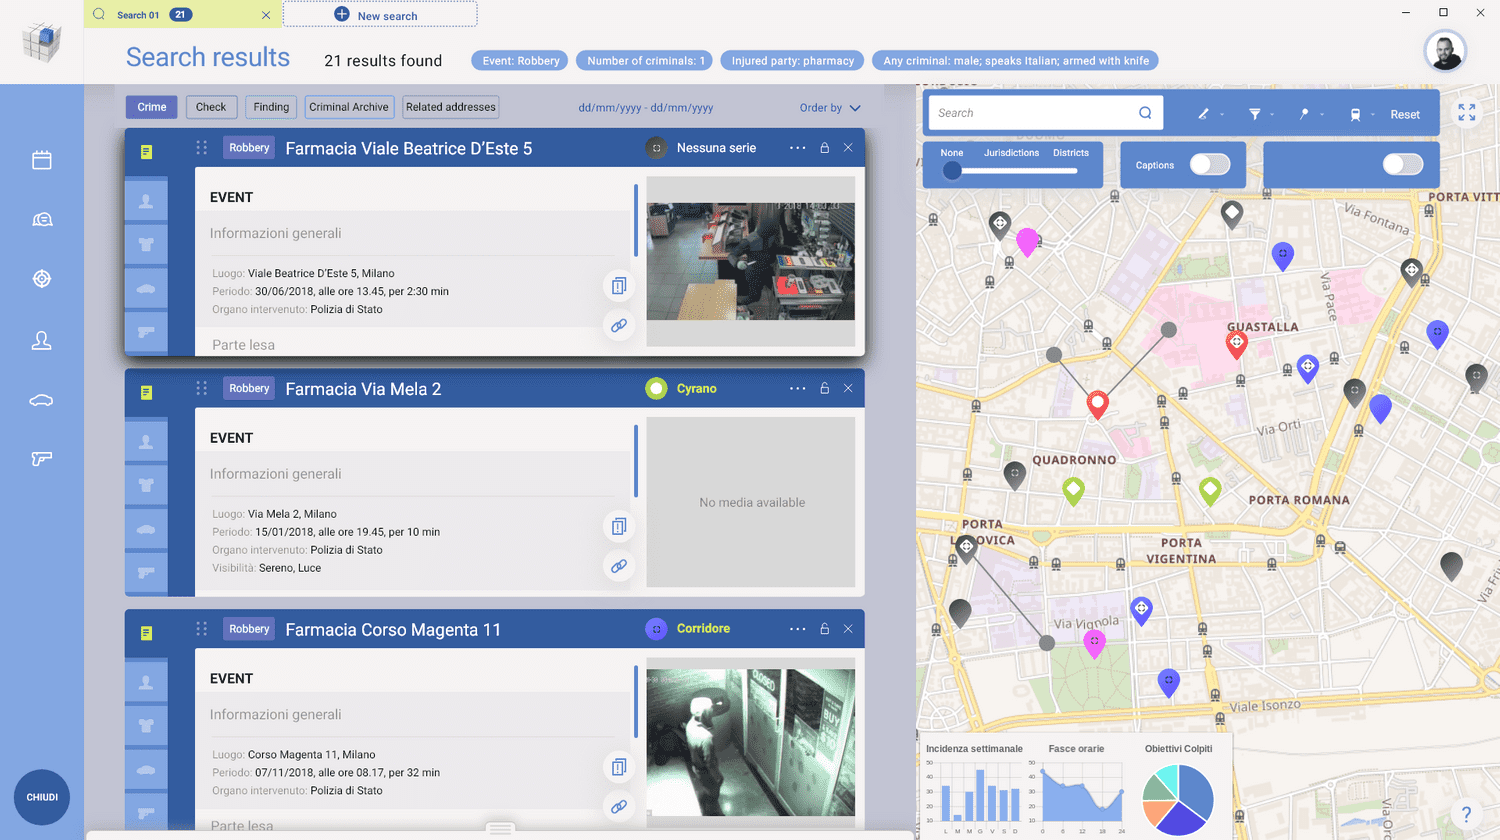 Search 01 21
New search
Search results
21 results found
Event: Robbery
Number of criminals: 1
Injured party: pharmacy
Any criminal: male; speaks Italian; armed with knife
Crime
Check
Finding
Criminal Archive
Related addresses
dd/mm/yyyy - dd/mm/yyyy
Order by
Robbery
Farmacia Viale Beatrice D'Este 5
Nessuna serie
EVENT
Informazioni generali
Luogo: Viale Beatrice D'Este 5, Milano
Periodo: 30/06/2018, alle ore 13.45, per 2:30 min
Organo intervenuto: Polizia di Stato
Parte lesa
Robbery
Farmacia Via Mela 2
Cyrano
EVENT
Informazioni generali
Luogo: Via Mela 2, Milano
Periodo: 15/01/2018, alle ore 19.45, per 10 min
Organo intervenuto: Polizia di Stato
Visibilità: Sereno, Luce
No media available
Robbery
Farmacia Corso Magenta 11
Corridore
EVENT
Informazioni generali
Luogo: Corso Magenta 11, Milano
Periodo: 07/11/2018, alle ore 08.17, per 32 min
Organo intervenuto: Polizia di Stato
Parte lesa
CLOSED
BUY
CHIUDI
Search
Reset
None
Jurisdictions
Districts
Captions
PORTA VITT
Via Fontana
Via Pace
GUASTALLA
Via Orti
QUADRONNO
PORTA ROMANA
PORTA
PORTA
VIGENTINA
Via Vignola
Viale Isonzo
Incidenza settimanale
50
40
30
20
10
L M M G V S D
Fasce orarie
50
40
30
20
10
0 6 12 18 24
Obiettivi Colpiti
?